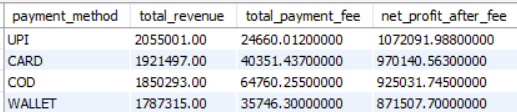 payment_method total_revenue total_payment_fee net_profit_after_fee
UPI 2055001.00 24660.01200000 1072091.98800000
CARD 1921497.00 40351.43700000 970140.56300000
COD 1850293.00 64760.25500000 925031.74500000
WALLET 1787315.00 35746.30000000 871507.70000000